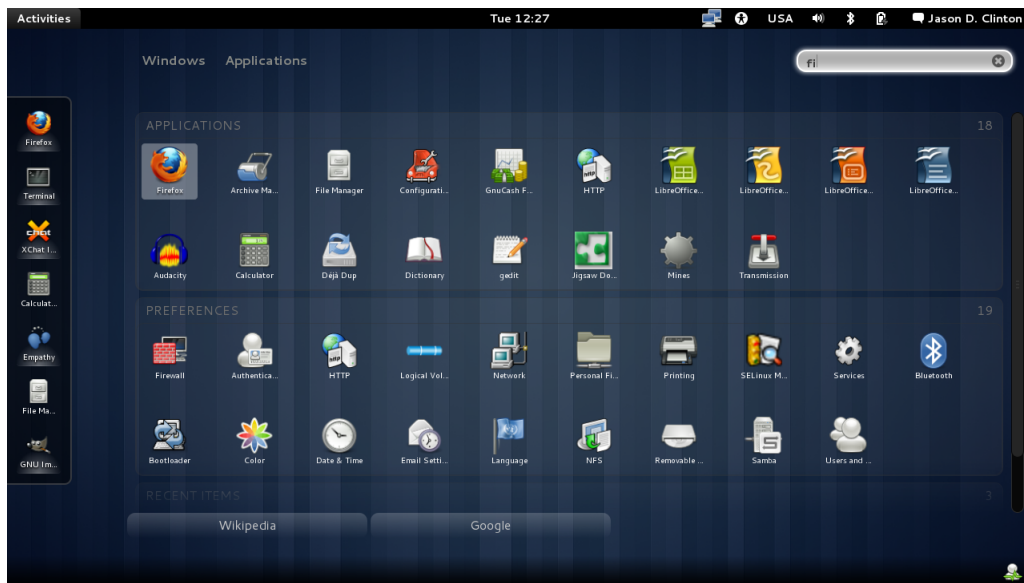 Activities Tue 12:27 USA Jason D. Clinton
Windows Applications fi
Firefox
Terminal
XChat I...
Calculat...
Empathy
File Ma...
GNU Im...
APPLICATIONS 18
Firefox Archive Ma... File Manager Configurati... GnuCash F... HTTP LibreOffice... LibreOffice... LibreOffice... LibreOffice...
Audacity Calculator Déjà Dup Dictionary gedit Jigsaw Do... Mines Transmission
PREFERENCES 19
Firewall Authentica... HTTP Logical Vol... Network Personal Fi... Printing SELinux M... Services Bluetooth
Bootloader Color Date & Time Email Setti... Language NFS Removable ... Samba Users and ...
RECENT ITEMS 3
Wikipedia Google